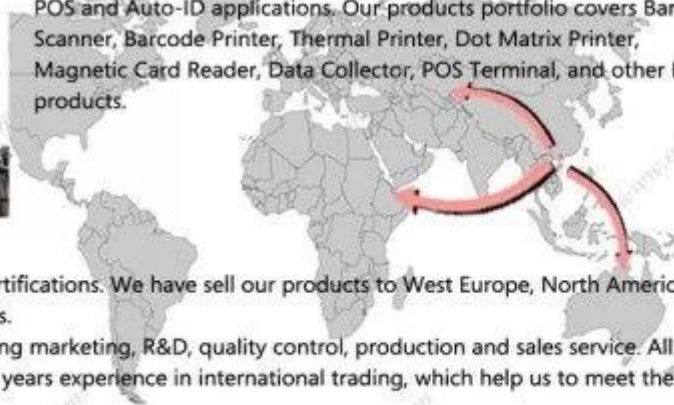 POS and Auto-ID applications. Our products portfolio covers Bar
Scanner, Barcode Printer, Thermal Printer, Dot Matrix Printer,
Magnetic Card Reader, Data Collector, POS Terminal, and other
products.
rtifications. We have sell our products to West Europe, North Americ
s.
ng marketing, R&D, quality control, production and sales service. All
years experience in international trading, which help us to meet the